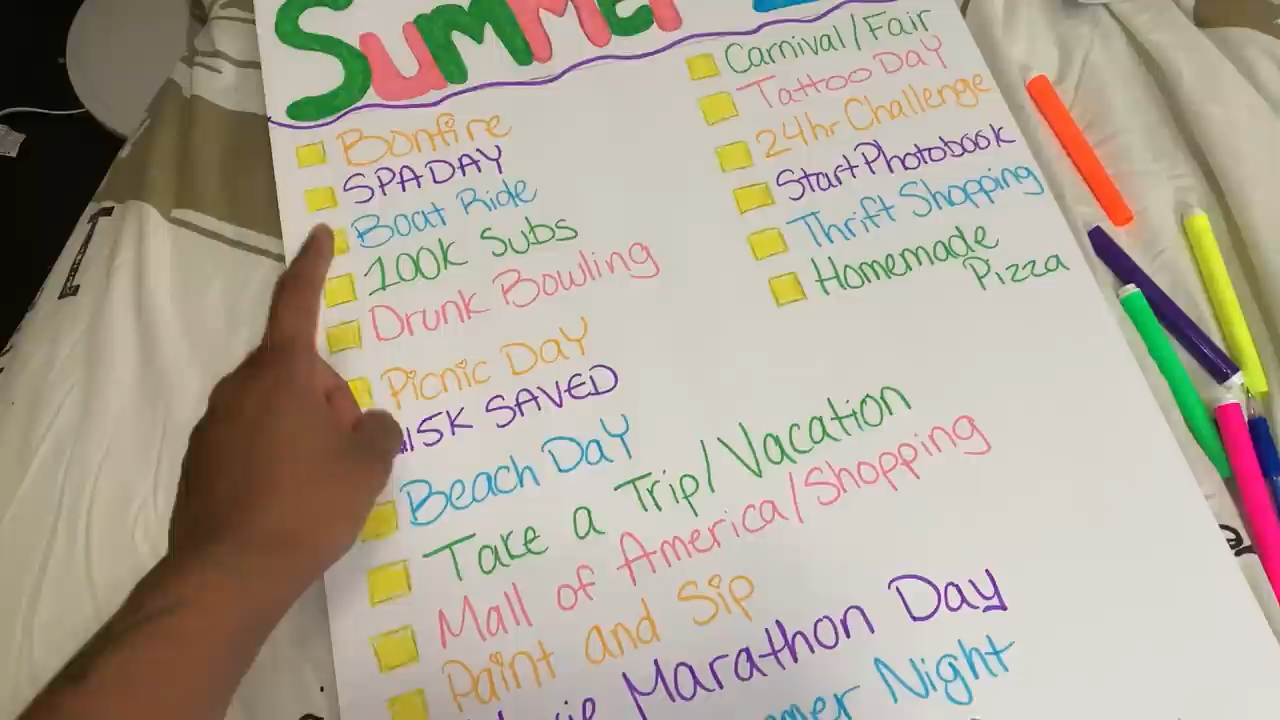 SUMMER
Bonfire
SPADAY
Boat Ride
100K Subs
Drunk Bowling
Picnic DaY
15K SAVED
Beach DaY
Take a Trip/Vacation
Mall of America/Shopping
Paint and Sip
Marathon Day
Night
Carnival/Fair
Tattoo DaY
24hr Challenge
Start Photobook
Thrift Shopping
Homemade
Pizza